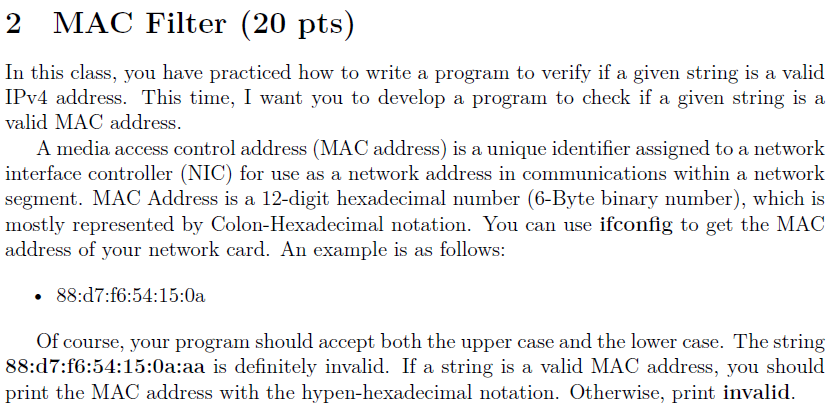 2 MAC Filter (20 pts)
In this class, you have practiced how to write a program to verify if a given string is a valid
IPv4 address. This time, I want you to develop a program to check if a given string is a
valid MAC address.
A media access control address (MAC address) is a unique identifier assigned to a network
interface controller (NIC) for use as a network address in communications within a network
segment. MAC Address is a 12-digit hexadecimal number (6-Byte binary number), which is
mostly represented by Colon-Hexadecimal notation. You can use ifconfig to get the MAC
address of your network card. An example is as follows:
• 88:d7:f6:54:15:0a
Of course, your program should accept both the upper case and the lower case. The string
88:d7:f6:54:15:0a:aa is definitely invalid. If a string is a valid MAC address, you should
print the MAC address with the hypen-hexadecimal notation. Otherwise, print invalid.